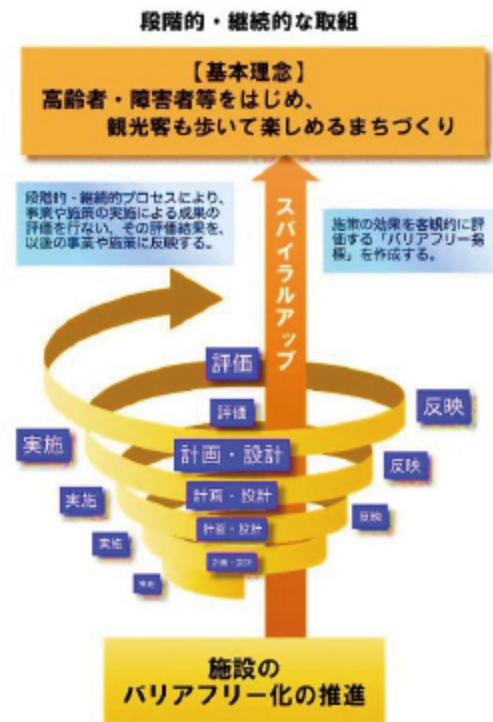 段階的・継続的な取組
【基本理念】
高齢者・障害者等をはじめ、
観光客も歩いて楽しめるまちづくり
段階的・継続的プロセスにより、
事業や施策の実施による成果の
評価を行ない、その評価結果を、
以後の事業や施策に反映する。
施策の効果を客観的に評
価する「バリアフリー指
標」を作成する。
スパイラルアップ
評価
評価
反映
実施
計画・設計
反映
実施
計画・設計
反映
計画・設計
実施
計画・設計
実施
施設の
バリアフリー化の推進